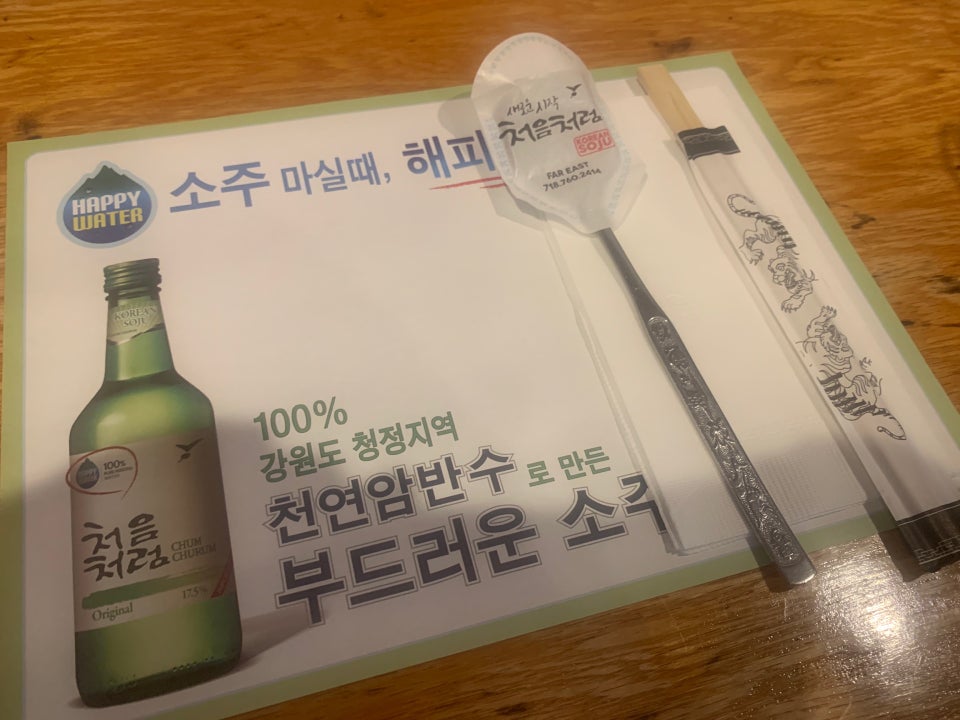 HAPPY
WATER
소주 마실때, 해피
새로운 시작
처음처럼
KOREAN
SOJU
FAR EAST
718.760.2414
KOREAN
SOJU
100%
강원도 청정지역
천연암반수 로 만든
부드러운 소주
100%
처음
처럼
CHUM
CHURUM
Original
17.5%